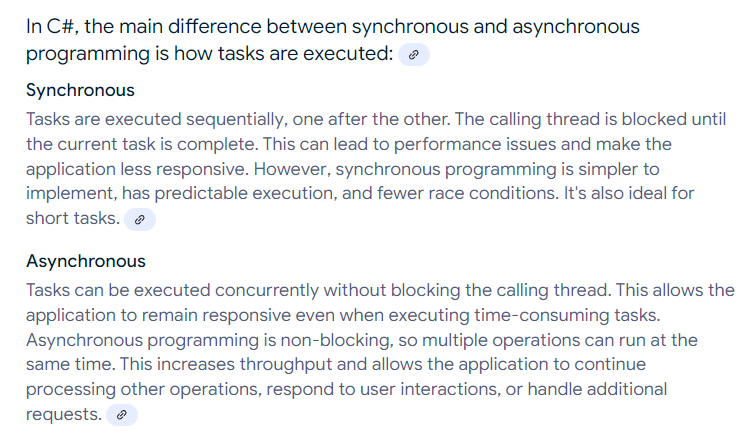 In C#, the main difference between synchronous and asynchronous
programming is how tasks are executed:
Synchronous
Tasks are executed sequentially, one after the other. The calling thread is blocked until
the current task is complete. This can lead to performance issues and make the
application less responsive. However, synchronous programming is simpler to
implement, has predictable execution, and fewer race conditions. It's also ideal for
short tasks.
Asynchronous
Tasks can be executed concurrently without blocking the calling thread. This allows the
application to remain responsive even when executing time-consuming tasks.
Asynchronous programming is non-blocking, so multiple operations can run at the
same time. This increases throughput and allows the application to continue
processing other operations, respond to user interactions, or handle additional
requests.